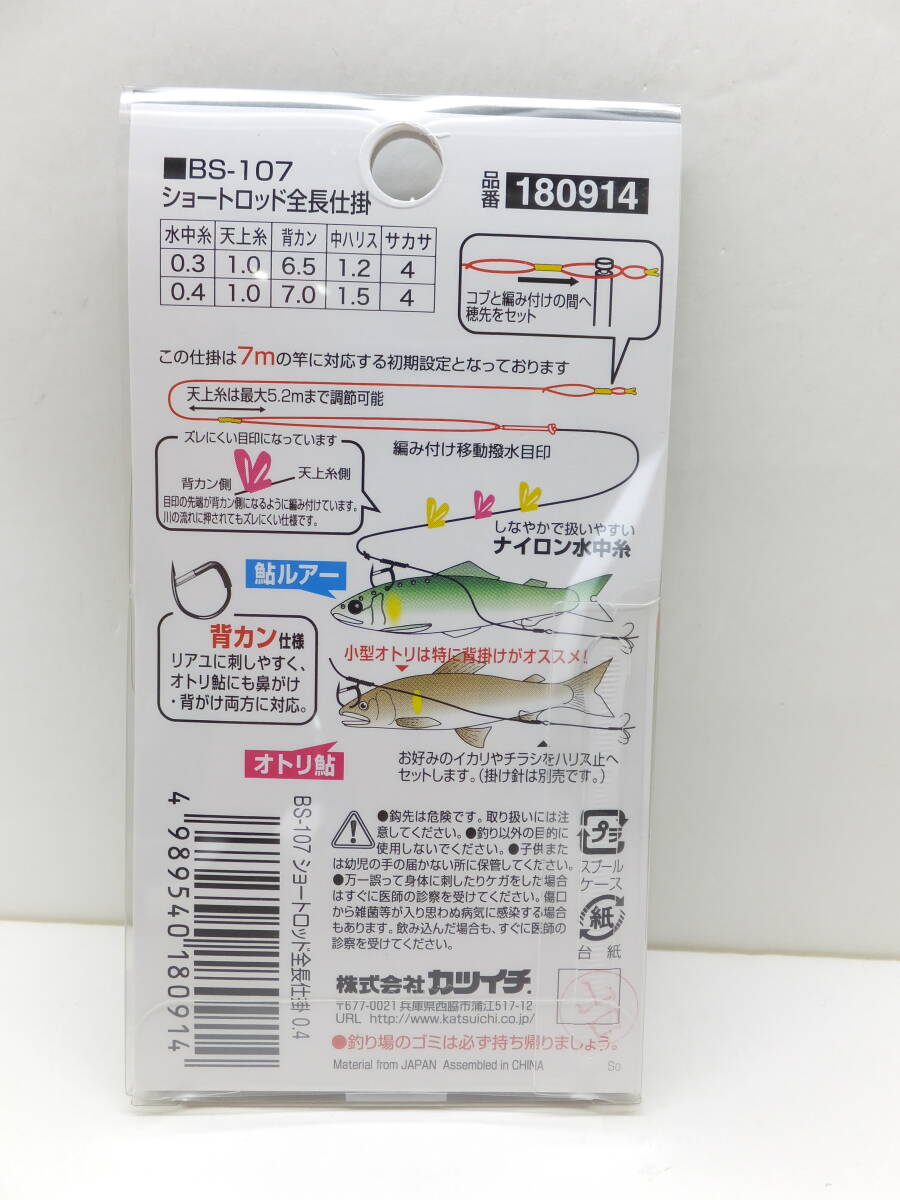 ■BS-107
ショートロッド全長仕掛
品番 180914
水中糸 天上糸 背カン 中ハリス サカサ
0.3 1.0 6.5 1.2 4
0.4 1.0 7.0 1.5 4
コブと編み付けの間へ
穂先をセット
この仕掛は7mの竿に対応する初期設定となっております
天上糸は最大5.2mまで調節可能
ズレにくい目印になっています
背カン側
天上糸側
目印の先端が背カン側になるように編み付けています。
川の流れに押されてもズレにくい仕様です。
編み付け移動撥水目印
しなやかで扱いやすい
ナイロン水中糸
鮎ルアー
背カン仕様
リアユに刺しやすく、
オトリ鮎にも鼻がけ
・背がけ両方に対応。
小型オトリは特に背掛けがオススメ!
オトリ鮎
お好みのイカリやチラシをハリス止へ
セットします。(掛け針は別売です。)
●鈎先は危険です。取り扱いには注
意してください。●釣り以外の目的に
使用しないでください。●子供また
は幼児の手の届かない所に保管してください。
●万一誤って身体に刺したりケガをした場合
はすぐに医師の診察を受けてください。傷口
から雑菌等が入り思わぬ病気に感染する場合
もあります。飲み込んだ場合も、すぐに医師の
診察を受けてください。
プラ
スプール
ケース
紙
台紙
BS-107 ショートロッド全長仕掛 0.4
4 989540 180914
株式会社カツイチ
〒677-0021 兵庫県西脇市蒲江517-12
URL http://www.katsuichi.co.jp/
●釣り場のゴミは必ず持ち帰りましょう。
Material from JAPAN Assembled in CHINA
So